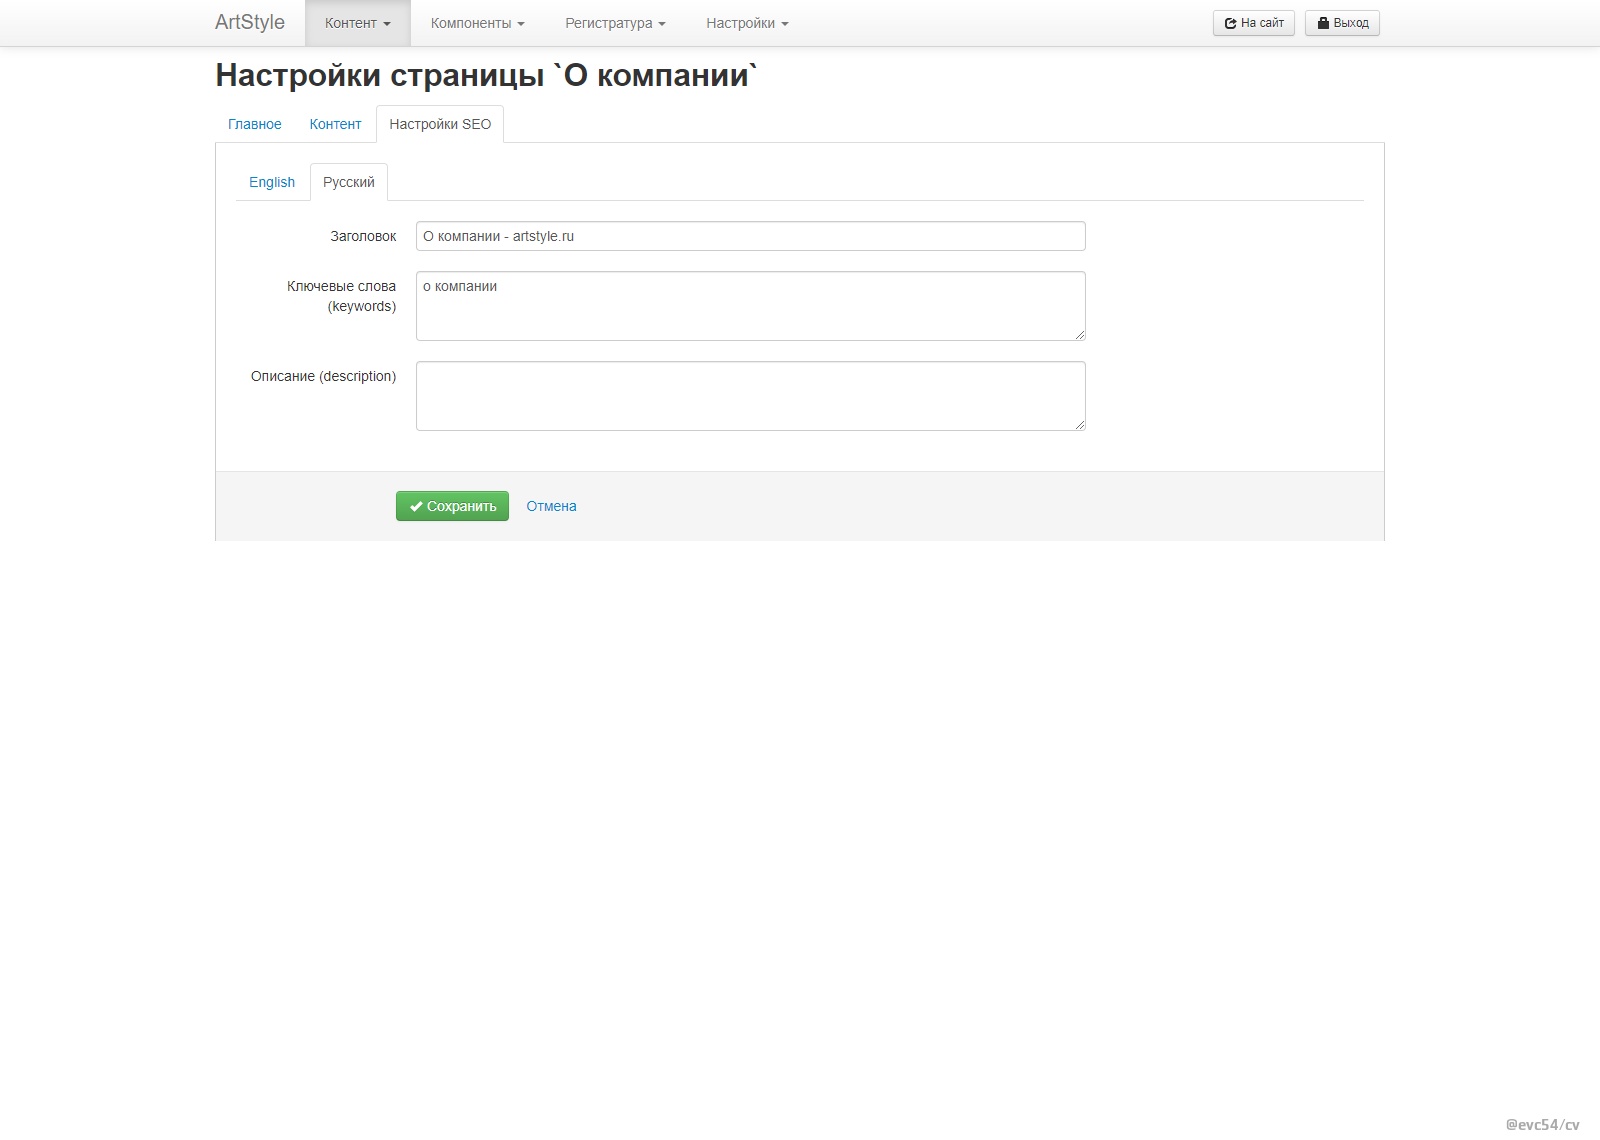 ArtStyle Контент Компоненты Регистратура Настройки На сайт Выход
Настройки страницы `О компании`
Главное Контент Настройки SEO
English Русский
Заголовок О компании - artstyle.ru
Ключевые слова о компании
(keywords)
Описание (description)
Сохранить Отмена
@evc54/cv